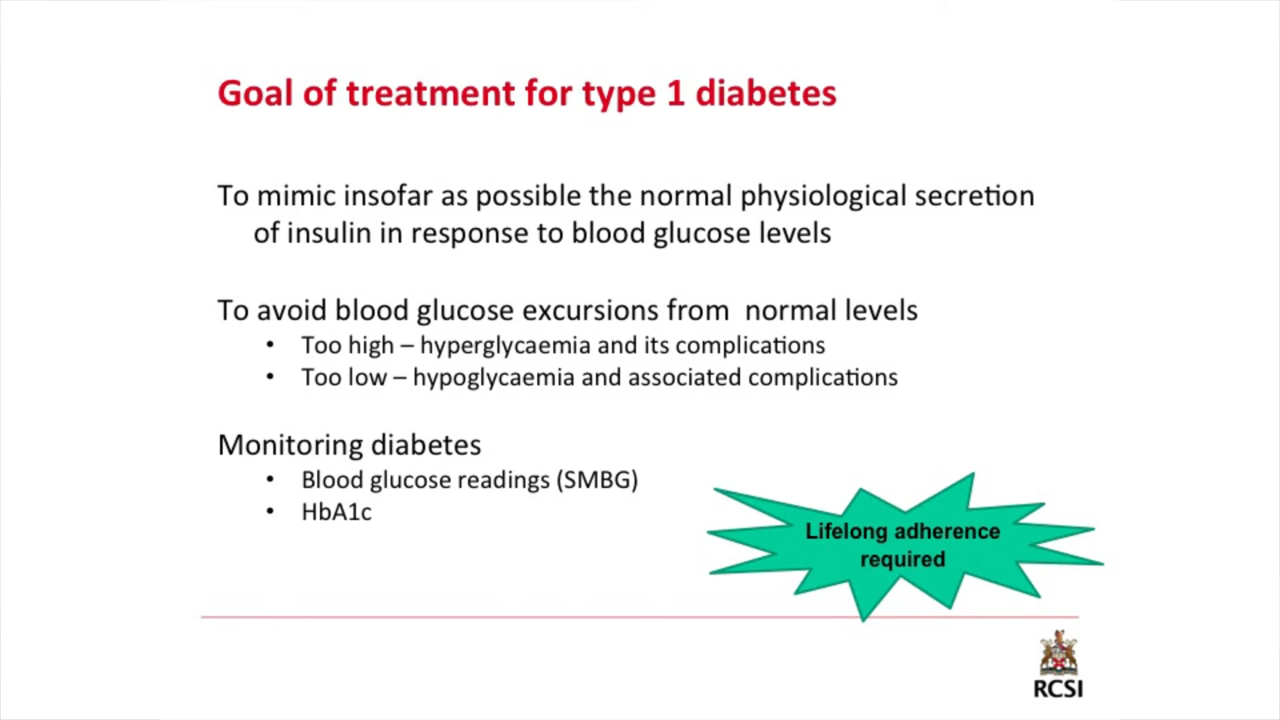 Goal of treatment for type 1 diabetes
To mimic insofar as possible the normal physiological secretion
of insulin in response to blood glucose levels
To avoid blood glucose excursions from  normal levels
• Too high – hyperglycaemia and its complications
• Too low – hypoglycaemia and associated complications
Monitoring diabetes
• Blood glucose readings (SMBG)
• HbA1c
Lifelong adherence
required
RCSI